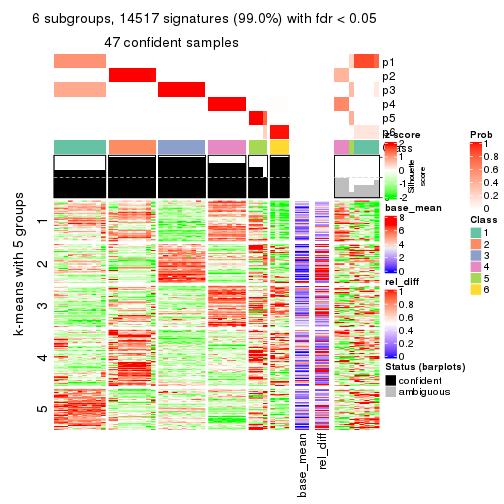 6 subgroups, 14517 signatures (99.0%) with fdr < 0.05
47 confident samples
p1
p2
p3
p4
p5
p6
Class
z-score
2
1
0
-1
-2
Silhouette score
Prob
1
0.8
0.6
0.4
0.2
0
base_mean
8
6
4
2
0
Class
1
2
3
4
5
6
rel_diff
1
0.8
0.6
0.4
0.2
0
Status (barplots)
confident
ambiguous
k-means with 5 groups
1
2
3
4
5
base_mean
rel_diff